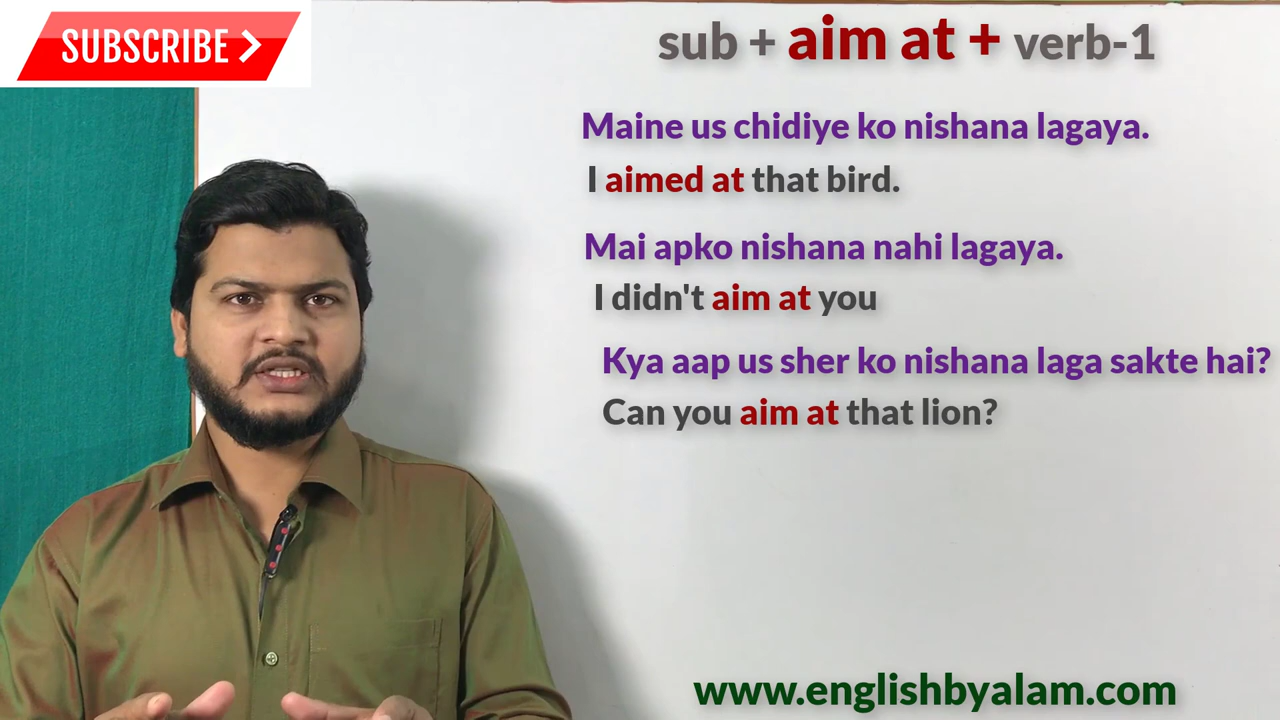 SUBSCRIBE
sub + aim at + verb-1
Maine us chidiye ko nishana lagaya.
I aimed at that bird.
Mai apko nishana nahi lagaya.
I didn't aim at you
Kya aap us sher ko nishana laga sakte hai?
Can you aim at that lion?
www.englishbyalam.com